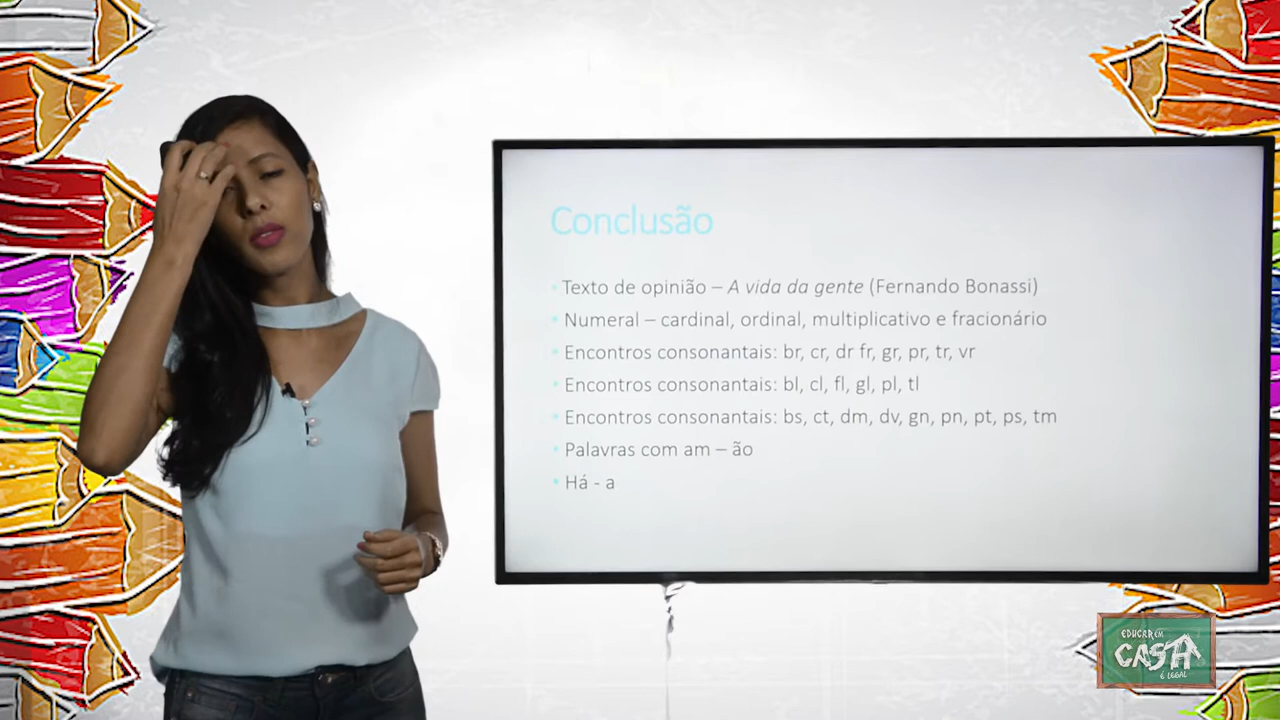 Conclusão
• Texto de opinião – A vida da gente (Fernando Bonassi)
• Numeral – cardinal, ordinal, multiplicativo e fracionário
• Encontros consonantais: br, cr, dr fr, gr, pr, tr, vr
• Encontros consonantais: bl, cl, fl, gl, pl, tl
• Encontros consonantais: bs, ct, dm, dv, gn, pn, pt, ps, tm
• Palavras com am – ão
• Há - a
EDUCAR EM
CASA
É LEGAL